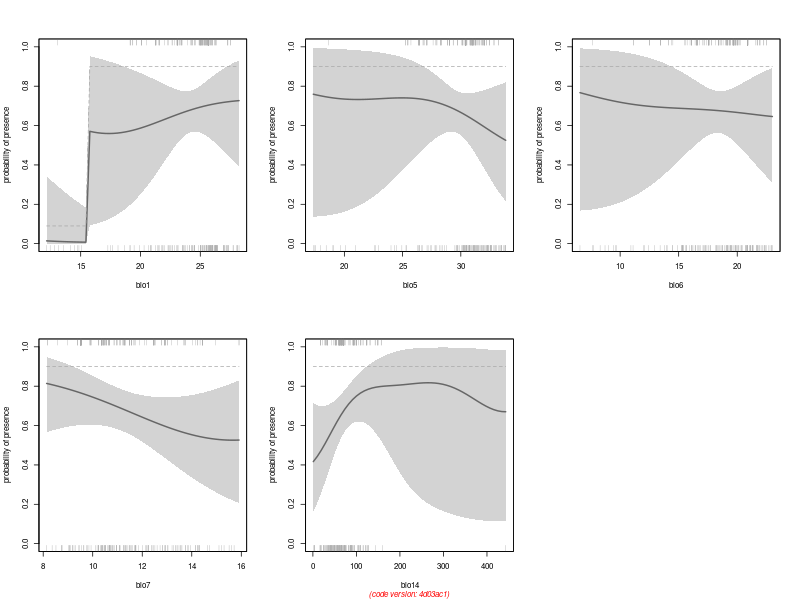 probability of presence
0.0 0.2 0.4 0.6 0.8 1.0
15 20 25
bio1
probability of presence
0.0 0.2 0.4 0.6 0.8 1.0
20 25 30
bio5
probability of presence
0.0 0.2 0.4 0.6 0.8 1.0
10 15 20
bio6
probability of presence
0.0 0.2 0.4 0.6 0.8 1.0
8 10 12 14 16
bio7
probability of presence
0.0 0.2 0.4 0.6 0.8 1.0
0 100 200 300 400
bio14
(code version: 4d03ac1)